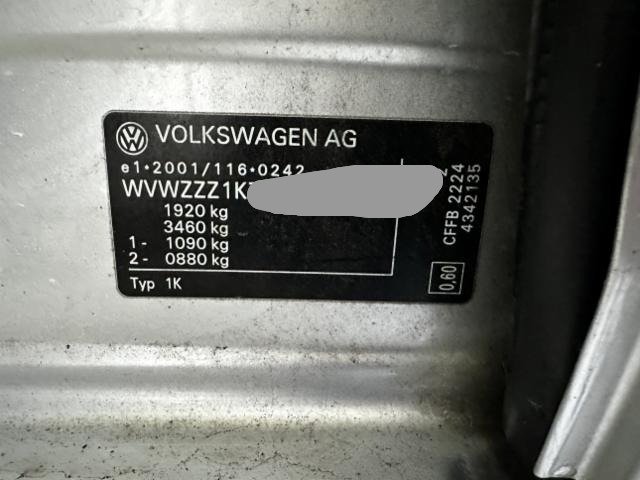 VOLKSWAGEN AG
e1*2001/116*0242
WVWZZZ1K
1920 kg
3460 kg
1- 1090 kg
2- 0880 kg
Typ 1K
CFFB 2224
4342135
0,60